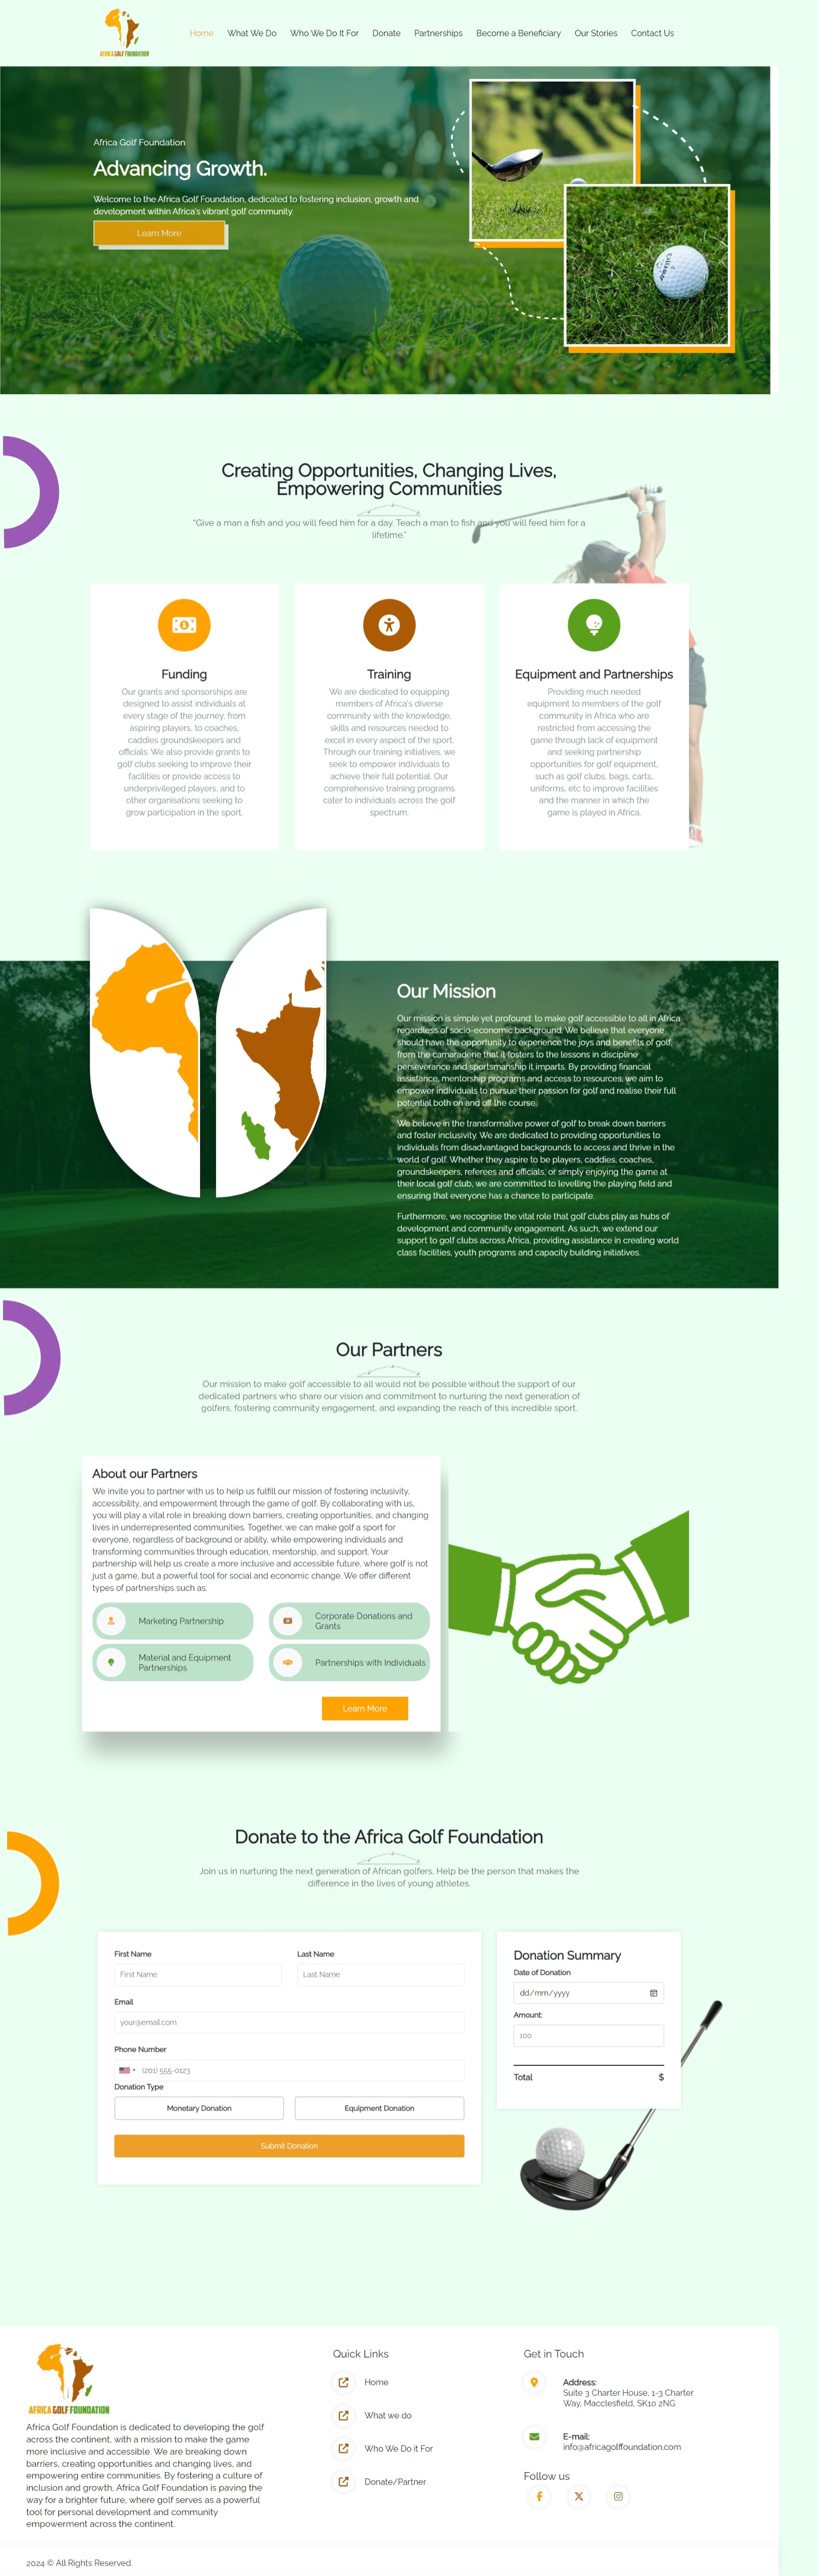 AFRICA GOLF FOUNDATION
Home What We Do Who We Do It For Donate Partnerships Become a Beneficiary Our Stories Contact Us
Africa Golf Foundation
Advancing Growth.
Welcome to the Africa Golf Foundation, dedicated to fostering inclusion, growth and
development within Africa's vibrant golf community.
Learn More
Creating Opportunities, Changing Lives,
Empowering Communities
"Give a man a fish and you will feed him for a day. Teach a man to fish and you will feed him for a
lifetime."
Funding
Our grants and sponsorships are
designed to assist individuals at
every stage of the journey, from
aspiring players, to coaches,
caddies groundskeepers and
officials. We also provide grants to
golf clubs seeking to improve their
facilities or provide access to
underprivileged players, and to
other organisations seeking to
grow participation in the sport.
Training
We are dedicated to equipping
members of Africa's diverse
community with the knowledge,
skills and resources needed to
excel in every aspect of the sport.
Through our training initiatives, we
seek to empower individuals to
achieve their full potential. Our
comprehensive training programs
cater to individuals across the golf
spectrum.
Equipment and Partnerships
Providing much needed
equipment to members of the golf
community in Africa who are
restricted from accessing the
game through lack of equipment
and seeking partnership
opportunities for golf equipment,
such as golf clubs, bags, carts,
uniforms, etc to improve facilities
and the manner in which the
game is played in Africa.
Our Mission
Our mission is simple yet profound: to make golf accessible to all in Africa
regardless of socio-economic background. We believe that everyone
should have the opportunity to experience the joys and benefits of golf,
from the camaraderie that it fosters to the lessons in discipline
perseverance and sportsmanship it imparts. By providing financial
assistance, mentorship programs and access to resources, we aim to
empower individuals to pursue their passion for golf and realise their full
potential both on and off the course.
We believe in the transformative power of golf to break down barriers
and foster inclusivity. We are dedicated to providing opportunities to
individuals from disadvantaged backgrounds to access and thrive in the
world of golf. Whether they aspire to be players, caddies, coaches,
groundskeepers, referees and officials, or simply enjoying the game at
their local golf club, we are committed to levelling the playing field and
ensuring that everyone has a chance to participate.
Furthermore, we recognise the vital role that golf clubs play as hubs of
development and community engagement. As such, we extend our
support to golf clubs across Africa, providing assistance in creating world
class facilities, youth programs and capacity building initiatives.
Our Partners
Our mission to make golf accessible to all would not be possible without the support of our
dedicated partners who share our vision and commitment to nurturing the next generation of
golfers, fostering community engagement, and expanding the reach of this incredible sport.
About our Partners
We invite you to partner with us to help us fulfill our mission of fostering inclusivity,
accessibility, and empowerment through the game of golf. By collaborating with us,
you will play a vital role in breaking down barriers, creating opportunities, and changing
lives in underrepresented communities. Together, we can make golf a sport for
everyone, regardless of background or ability, while empowering individuals and
transforming communities through education, mentorship, and support. Your
partnership will help us create a more inclusive and accessible future, where golf is not
just a game, but a powerful tool for social and economic change. We offer different
types of partnerships such as:
Marketing Partnership
Corporate Donations and
Grants
Material and Equipment
Partnerships
Partnerships with Individuals
Learn More
Donate to the Africa Golf Foundation
Join us in nurturing the next generation of African golfers. Help be the person that makes the
difference in the lives of young athletes.
First Name Last Name
First Name Last Name
Email
your@email.com
Phone Number
(201) 555-0123
Donation Type
Monetary Donation Equipment Donation
Submit Donation
Donation Summary
Date of Donation
dd/mm/yyyy
Amount:
100
Total $
AFRICA GOLF FOUNDATION
Africa Golf Foundation is dedicated to developing the golf
across the continent, with a mission to make the game
more inclusive and accessible. We are breaking down
barriers, creating opportunities and changing lives, and
empowering entire communities. By fostering a culture of
inclusion and growth, Africa Golf Foundation is paving the
way for a brighter future, where golf serves as a powerful
tool for personal development and community
empowerment across the continent.
Quick Links
Home
What we do
Who We Do it For
Donate/Partner
Get in Touch
Address:
Suite 3 Charter House, 1-3 Charter
Way, Macclesfield, SK10 2NG
E-mail:
info@africagolffoundation.com
Follow us
2024 © All Rights Reserved.